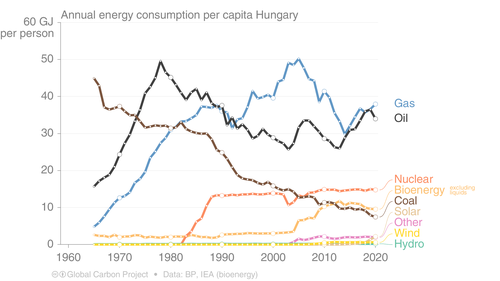 Annual energy consumption per capita Hungary
60 GJ
per person
50
40
30
20
10
0
1960 1970 1980 1990 2000 2010 2020
Gas
Oil
Nuclear
Bioenergy excluding liquids
Coal
Solar
Other
Wind
Hydro
Global Carbon Project • Data: BP, IEA (bioenergy)